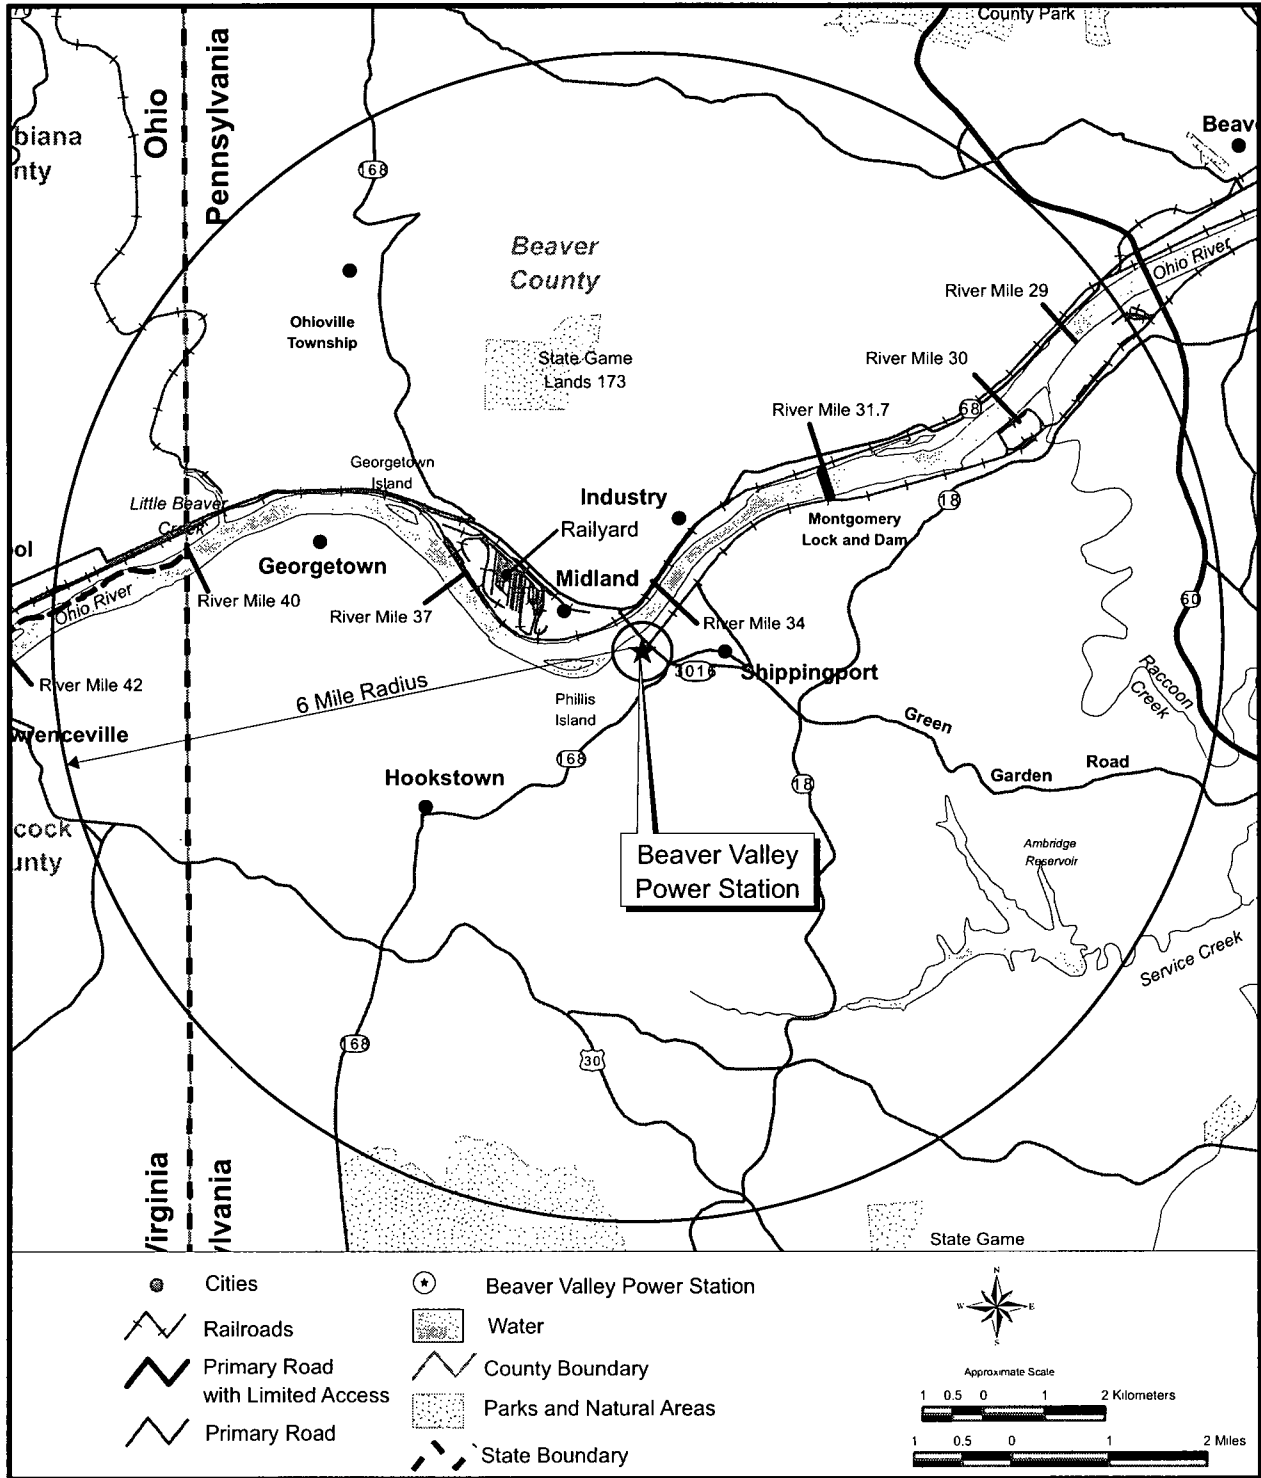 County Park
Ohio
Pennsylvania
Beav
biana
nty
168
Beaver
County
Ohio River
River Mile 29
Ohioville
Township
State Game
Lands 173
River Mile 30
68
River Mile 31.7
Georgetown
Island
Little Beaver
Creek
Industry
Railyard
18
Montgomery
Lock and Dam
ol
Georgetown
Midland
Ohio River
River Mile 40
River Mile 37
River Mile 34
60
3016
Shippingport
River Mile 42
6 Mile Radius
Raccoon
Creek
Phillis
Island
wrenceville
Green
Garden
Road
168
Hookstown
18
cock
unty
Beaver Valley
Power Station
Ambridge
Reservoir
Service Creek
168
30
Virginia
ylvania
State Game
Cities
Railroads
Primary Road
with Limited Access
Primary Road
Beaver Valley Power Station
Water
County Boundary
Parks and Natural Areas
State Boundary
N
W
E
S
Approximate Scale
1 0.5 0 1 2 Kilometers
1 0.5 0 1 2 Miles